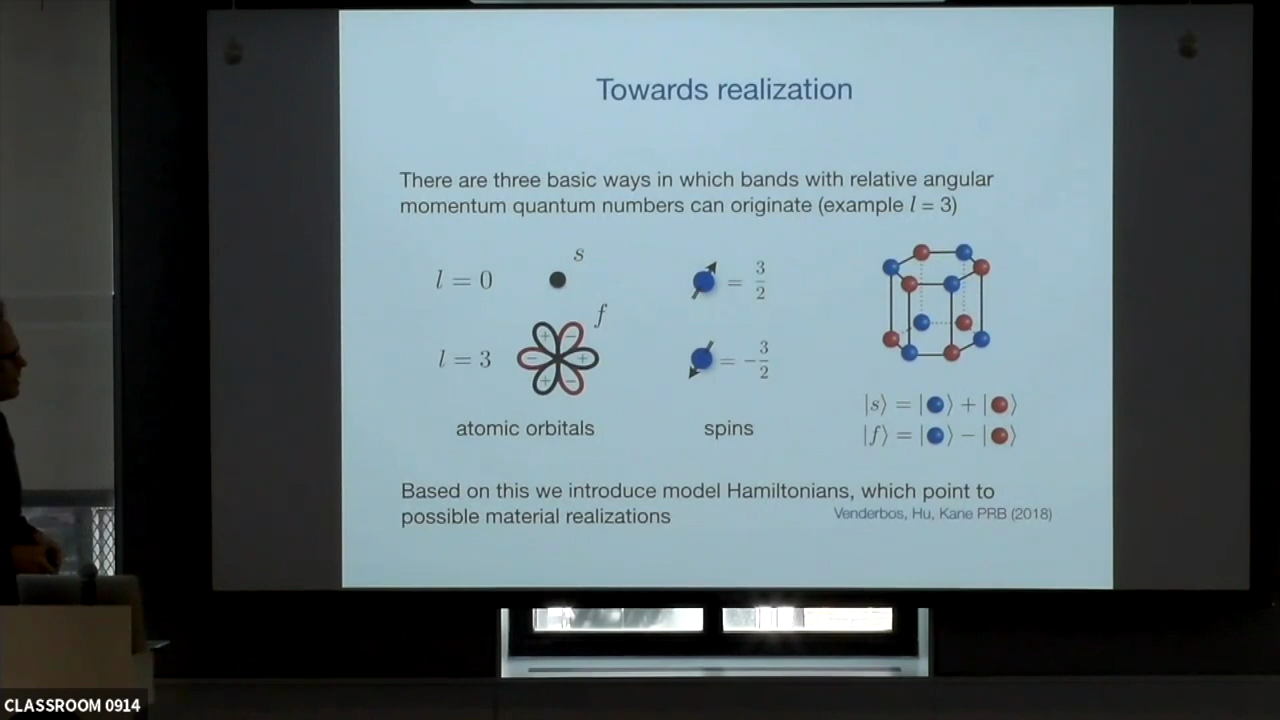 Towards realization
There are three basic ways in which bands with relative angular
momentum quantum numbers can originate (example l = 3)
l = 0
s
l = 3
f
+ − + − + −
atomic orbitals
= 3/2
= − 3/2
spins
|s⟩ = | ⟩ + | ⟩
|f⟩ = | ⟩ − | ⟩
Based on this we introduce model Hamiltonians, which point to
possible material realizations
Venderbos, Hu, Kane PRB (2018)
CLASSROOM 0914